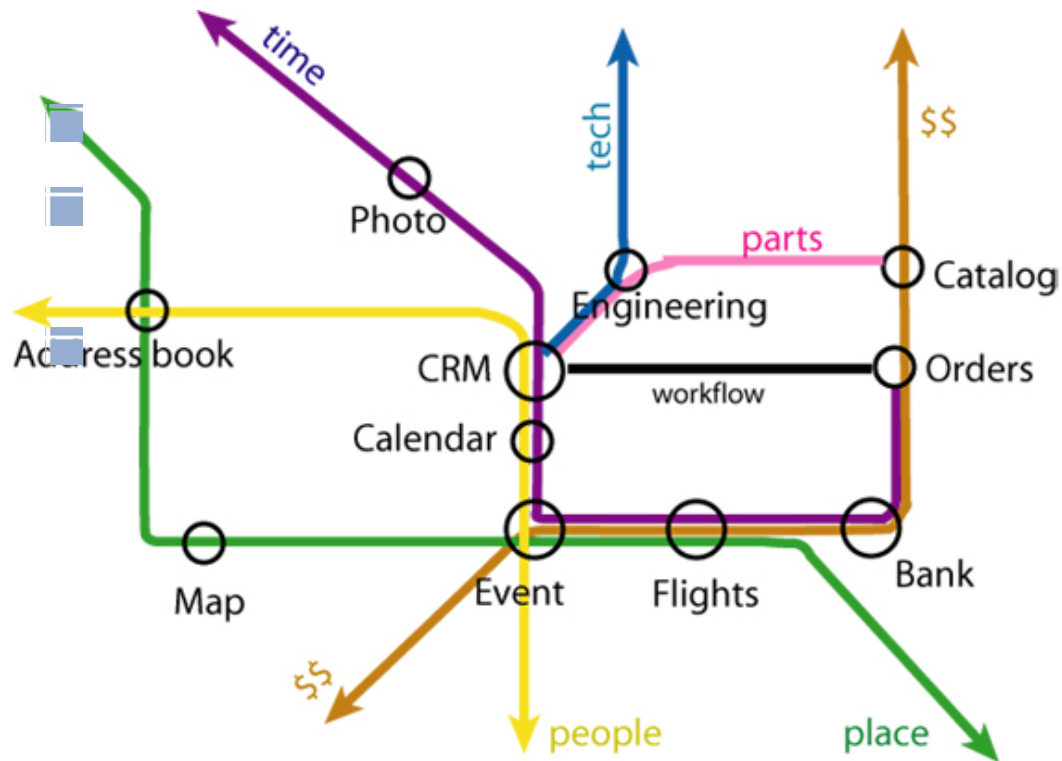 time
tech
$$
Photo
parts
Catalog
Engineering
Address book
CRM
Orders
workflow
Calendar
Event
Flights
Bank
Map
$$
people
place